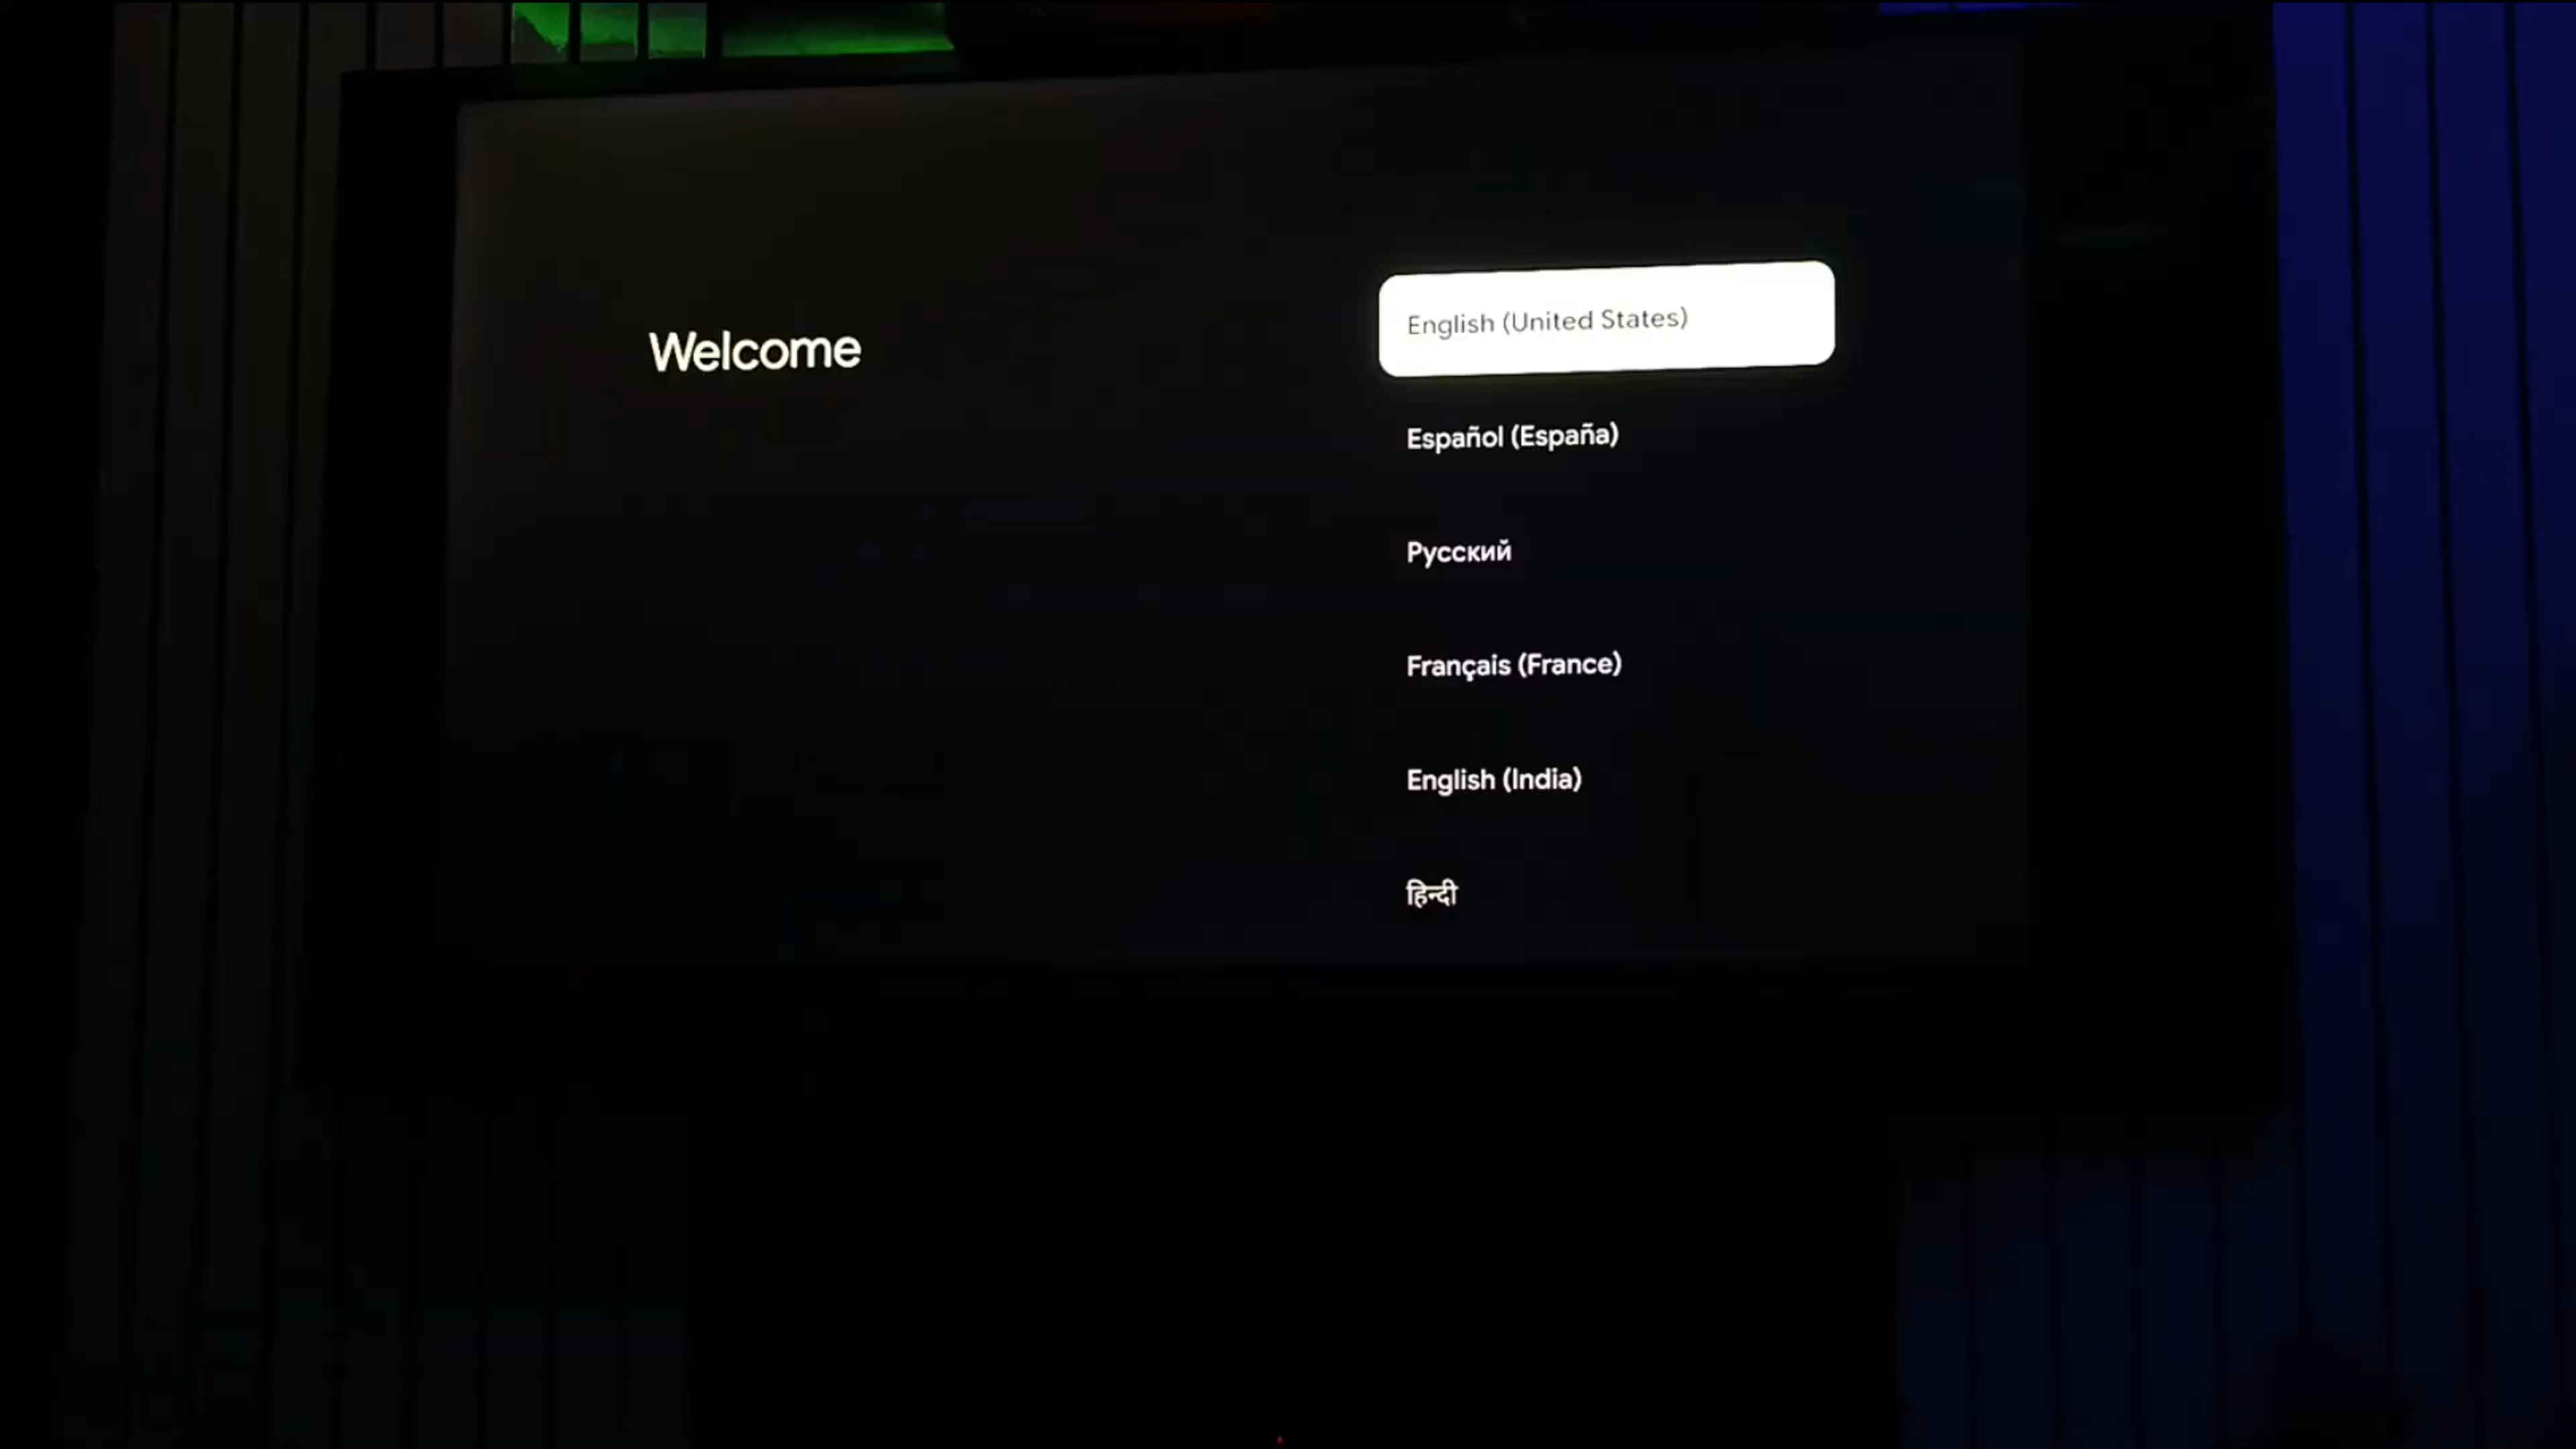 Welcome
English (United States)
Español (España)
Русский
Français (France)
English (India)
हिन्दी